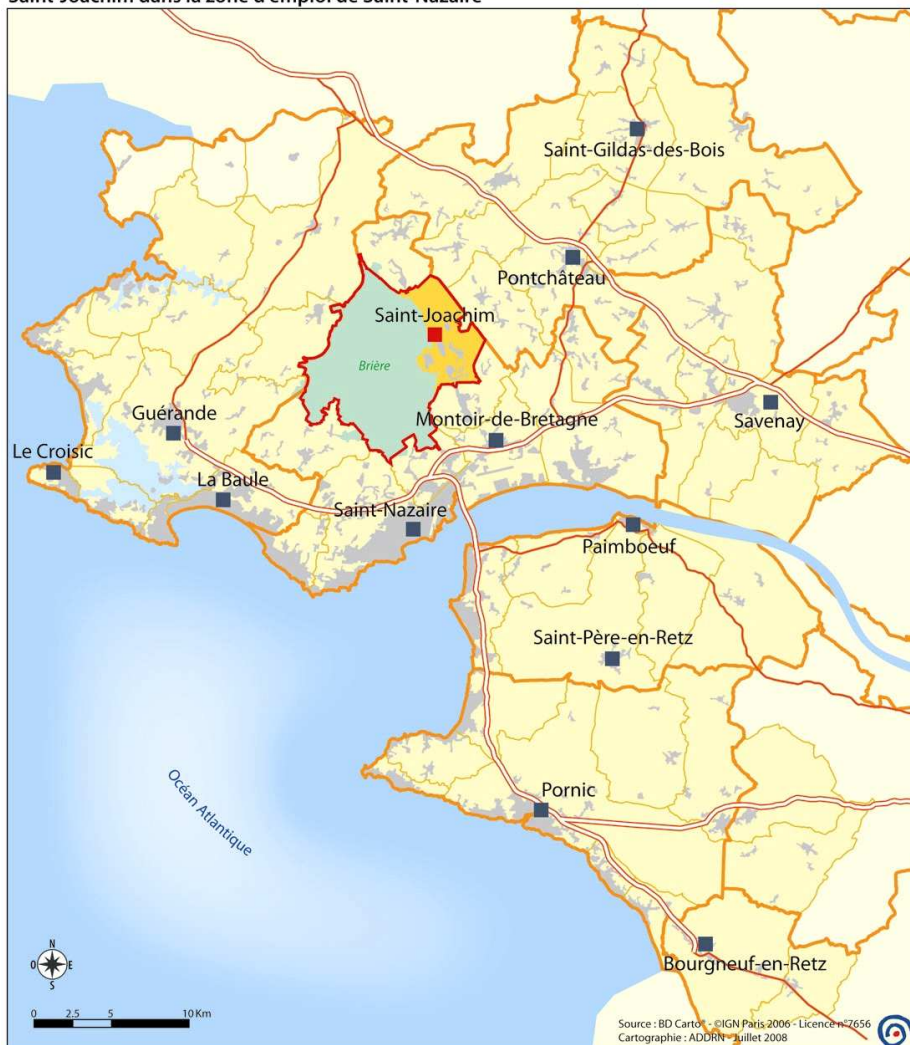 Saint-Joachim dans la zone d'emploi de Saint-Nazaire
Saint-Gildas-des-Bois
Pontchâteau
Saint-Joachim
Brière
Guérande
Montoir-de-Bretagne
Savenay
Le Croisic
La Baule
Saint-Nazaire
Paimboeuf
Saint-Père-en-Retz
Océan Atlantique
Pornic
Bourgneuf-en-Retz
N
O E
S
0 2.5 5 10 Km
Source : BD Carto® - ©IGN Paris 2006 - Licence n°7656
Cartographie : ADDRN - Juillet 2008